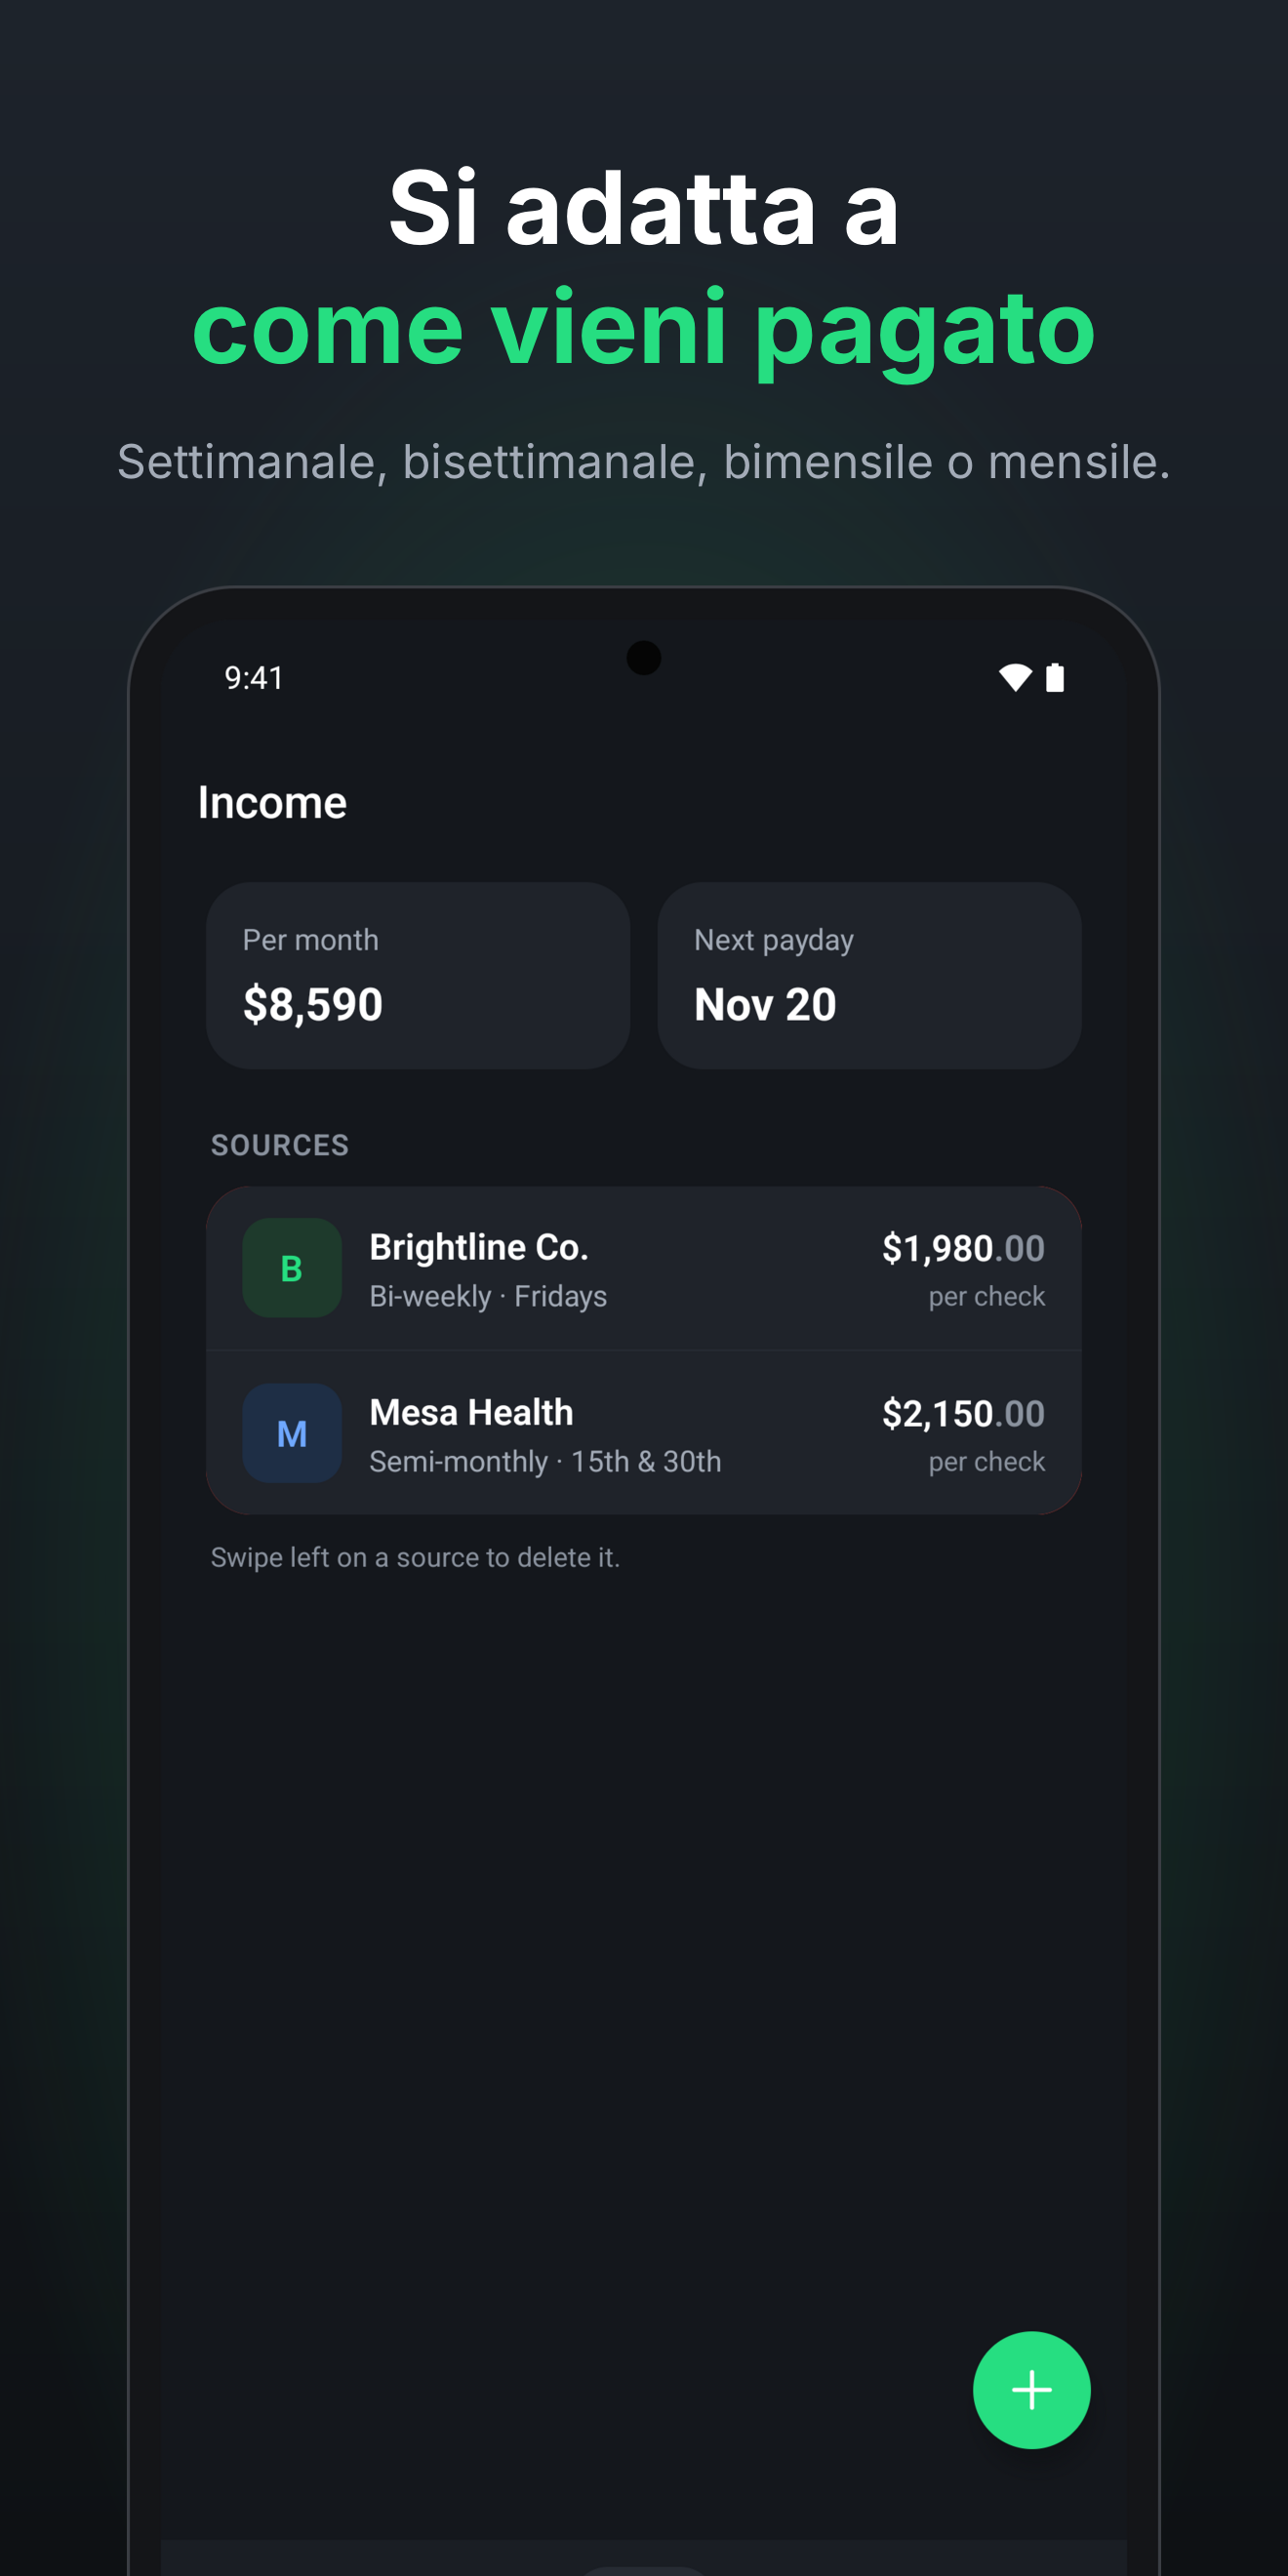 Si adatta a
come vieni pagato
Settimanale, bisettimanale, bimensile o mensile.
9:41
Income
Per month
$8,590
Next payday
Nov 20
SOURCES
B
Brightline Co.
$1,980.00
Bi-weekly · Fridays
per check
M
Mesa Health
$2,150.00
Semi-monthly · 15th & 30th
per check
Swipe left on a source to delete it.